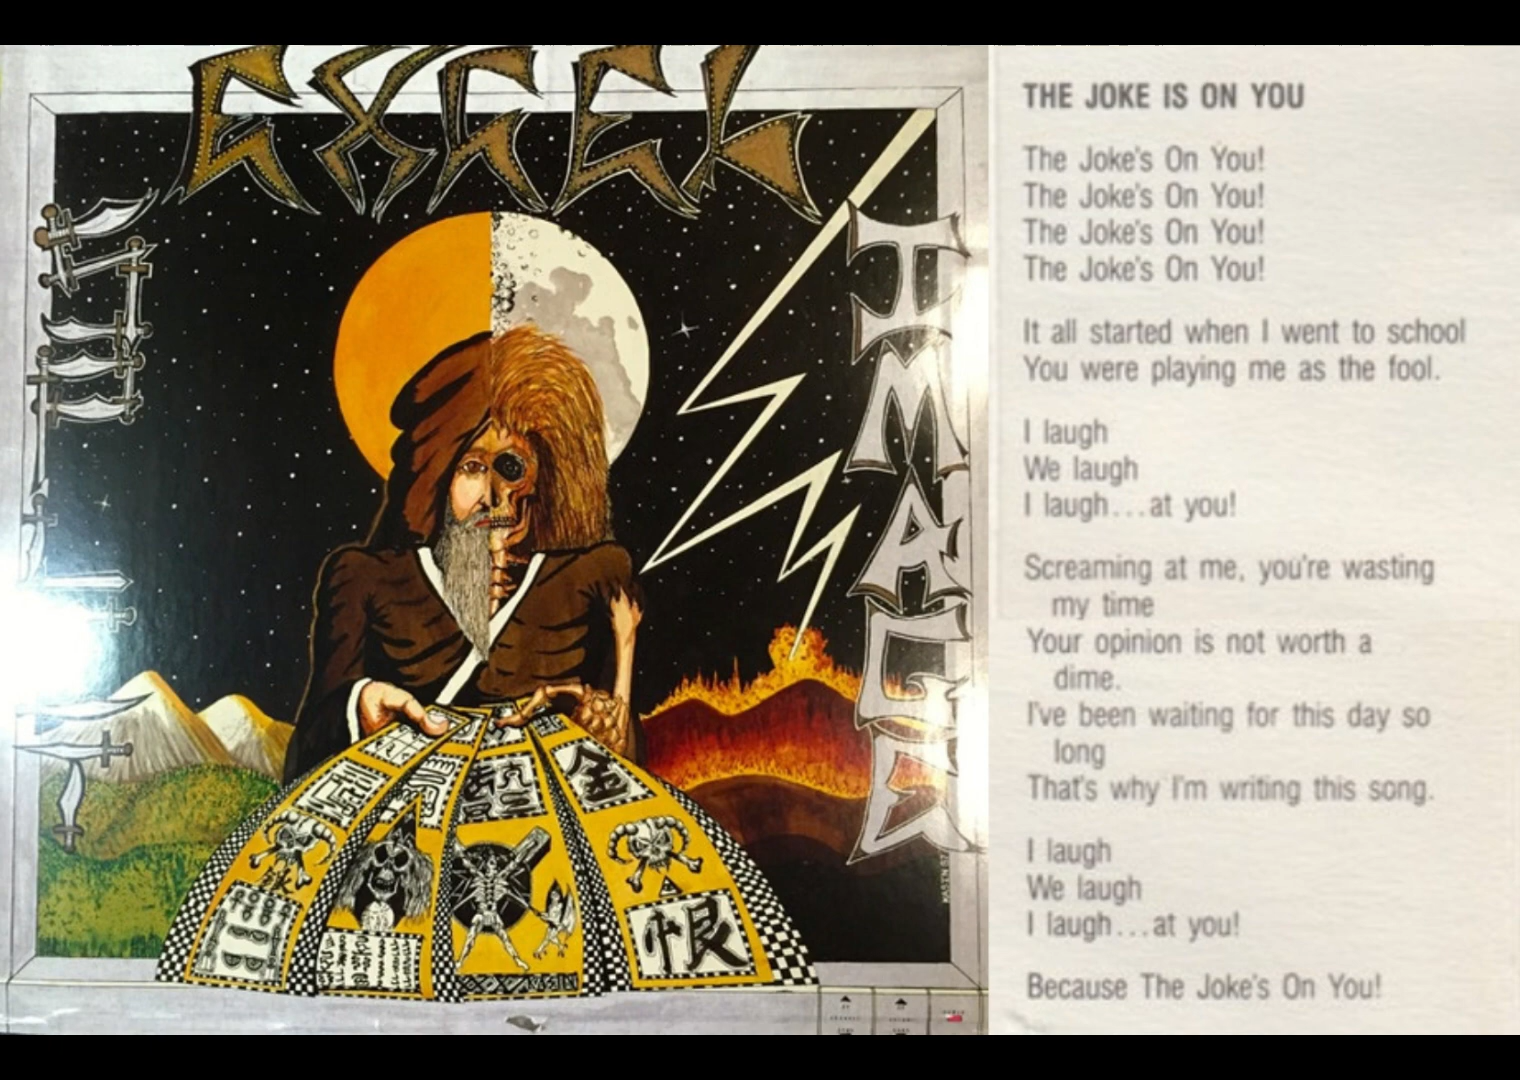 EXCEL
SPLIT
IMAGE
金
恨
THE JOKE IS ON YOU
The Joke's On You!
The Joke's On You!
The Joke's On You!
The Joke's On You!
It all started when I went to school
You were playing me as the fool.
I laugh
We laugh
I laugh...at you!
Screaming at me, you're wasting
my time
Your opinion is not worth a
dime.
I've been waiting for this day so
long
That's why I'm writing this song.
I laugh
We laugh
I laugh...at you!
Because The Joke's On You!